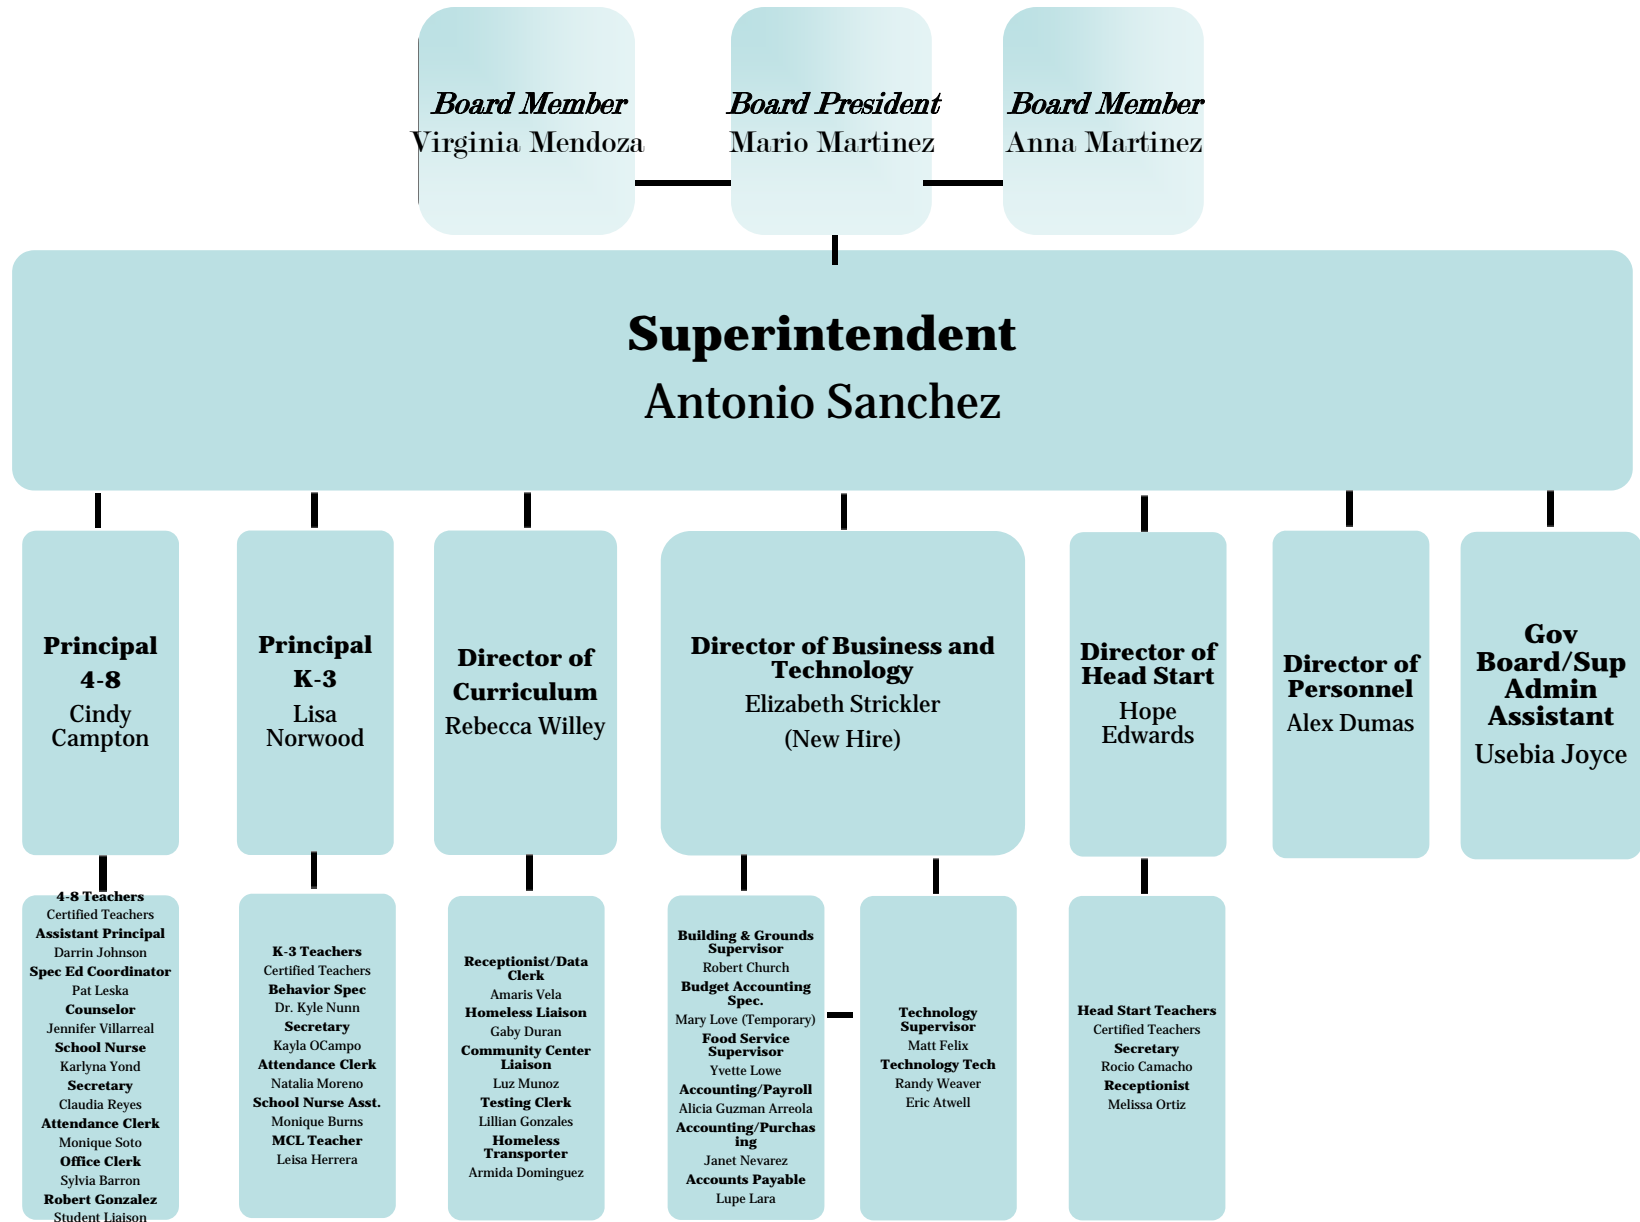 Board Member
Virginia Mendoza
Board President
Mario Martinez
Board Member
Anna Martinez
Superintendent
Antonio Sanchez
Principal
4-8
Cindy
Campton
Principal
K-3
Lisa
Norwood
Director of
Curriculum
Rebecca Willey
Director of Business and
Technology
Elizabeth Strickler
(New Hire)
Director of
Head Start
Hope
Edwards
Director of
Personnel
Alex Dumas
Gov
Board/Sup
Admin
Assistant
Usebia Joyce
4-8 Teachers
Certified Teachers
Assistant Principal
Darrin Johnson
Spec Ed Coordinator
Pat Leska
Counselor
Jennifer Villarreal
School Nurse
Karlyna Yond
Secretary
Claudia Reyes
Attendance Clerk
Monique Soto
Office Clerk
Sylvia Barron
Robert Gonzalez
Student Liaison
K-3 Teachers
Certified Teachers
Behavior Spec
Dr. Kyle Nunn
Secretary
Kayla OCampo
Attendance Clerk
Natalia Moreno
School Nurse Asst.
Monique Burns
MCL Teacher
Leisa Herrera
Receptionist/Data
Clerk
Amaris Vela
Homeless Liaison
Gaby Duran
Community Center
Liaison
Luz Munoz
Testing Clerk
Lillian Gonzales
Homeless
Transporter
Armida Dominguez
Building & Grounds
Supervisor
Robert Church
Budget Accounting
Spec.
Mary Love (Temporary)
Food Service
Supervisor
Yvette Lowe
Accounting/Payroll
Alicia Guzman Arreola
Accounting/Purchas
ing
Janet Nevarez
Accounts Payable
Lupe Lara
Technology
Supervisor
Matt Felix
Technology Tech
Randy Weaver
Eric Atwell
Head Start Teachers
Certified Teachers
Secretary
Rocio Camacho
Receptionist
Melissa Ortiz